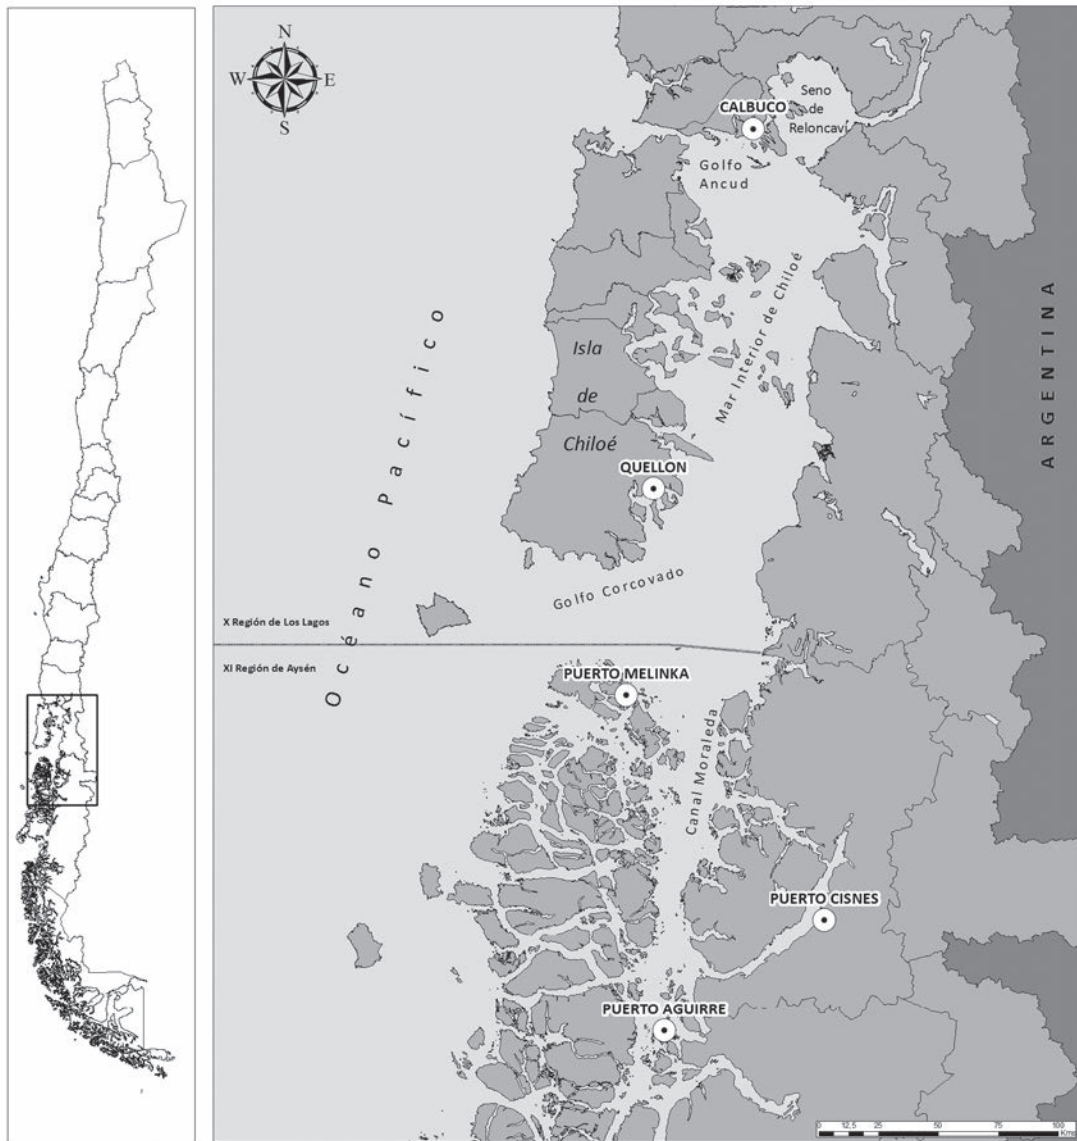 N
W E
S
CALBUCO
Seno
de
Reloncaví
Golfo
Ancud
Mar Interior de Chiloé
ARGENTINA
Océano Pacífico
Isla
de
Chiloé
QUELLON
Golfo Corcovado
X Región de Los Lagos
XI Región de Aysén
PUERTO MELINKA
Canal Moraleda
PUERTO CISNES
PUERTO AGUIRRE
0 12,5 25 50 75 100
Kms